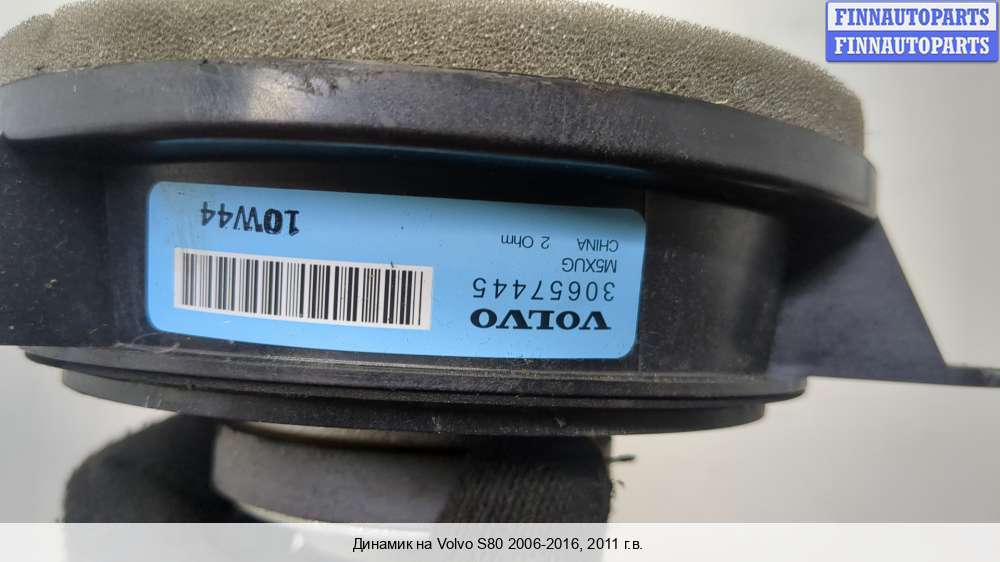 FINNAUTOPARTS
FINNAUTOPARTS
VOLVO
30657445
M5XUG
CHINA 2 Ohm
10W44
Динамик на Volvo S80 2006-2016, 2011 г.в.